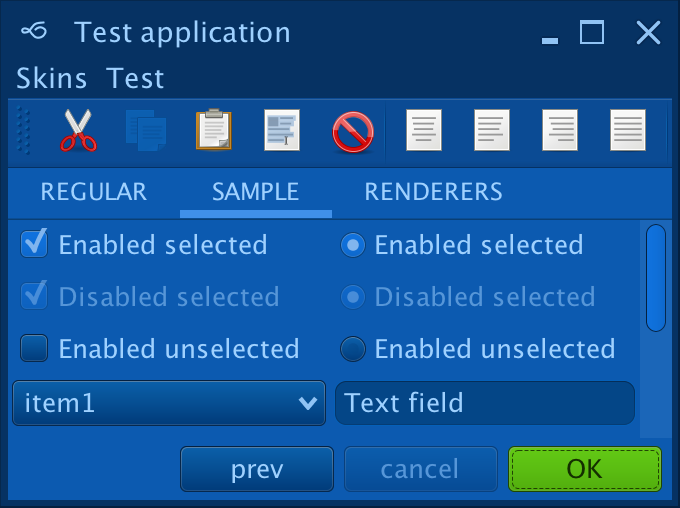 Test application
Skins Test
REGULAR SAMPLE RENDERERS
Enabled selected Enabled selected
Disabled selected Disabled selected
Enabled unselected Enabled unselected
item1 Text field
prev cancel OK